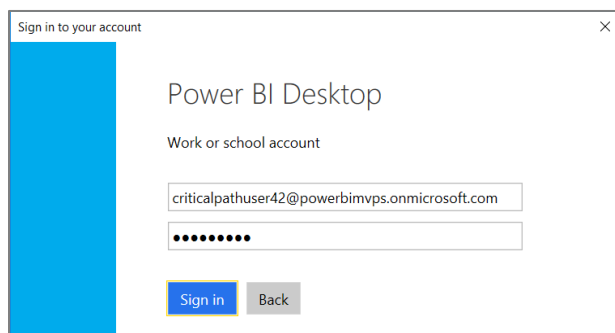 Sign in to your account
Power BI Desktop
Work or school account
criticalpathuser42@powerbimvps.onmicrosoft.com
●●●●●●●●●
Sign in Back